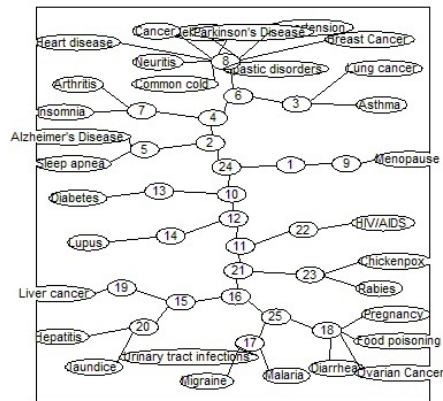 Cancer
Parkinson's Disease
Heart disease
Breast Cancer
Neuritis
8
Lung cancer
Common cold
Arthritis
6
3
Asthma
Insomnia
7
4
Alzheimer's Disease
2
5
Sleep apnea
24
1
9
Menopause
Diabetes
13
10
12
HIV/AIDS
Lupus
14
22
11
Chickenpox
21
23
Rabies
Liver cancer
19
15
16
Pregnancy
25
Hepatitis
20
18
Food poisoning
17
Urinary tract infections
Jaundice
Migraine
Malaria
Diarrhea
Ovarian Cancer